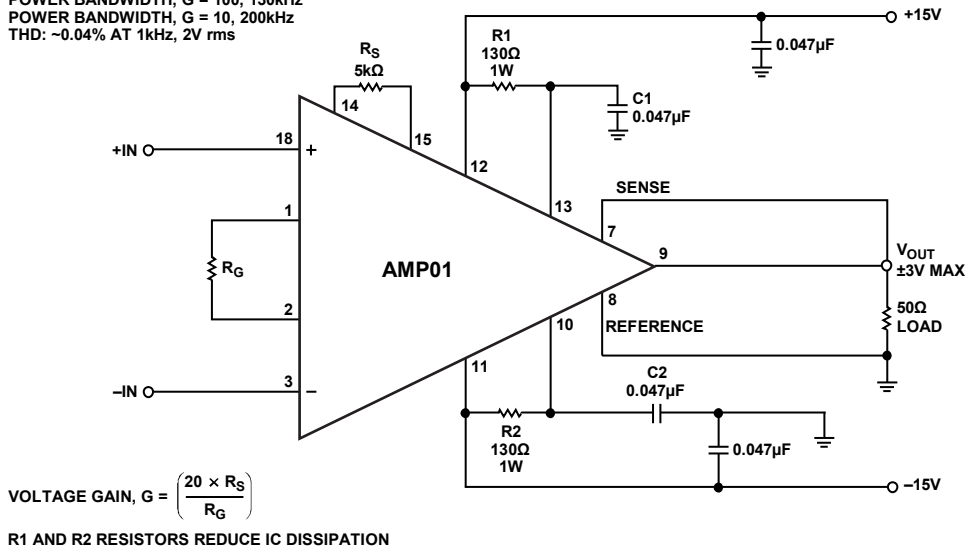 POWER BANDWIDTH, G = 100, 130kHz
POWER BANDWIDTH, G = 10, 200kHz
THD: ~0.04% AT 1kHz, 2V rms
+15V
0.047µF
R1
130Ω
1W
C1
0.047µF
RS
5kΩ
14
15
12
13
+IN
18
+
1
RG
2
–IN
3
–
AMP01
SENSE
7
9
VOUT
±3V MAX
50Ω
LOAD
8
REFERENCE
10
11
C2
0.047µF
R2
130Ω
1W
0.047µF
–15V
VOLTAGE GAIN, G = (20 × RS / RG)
R1 AND R2 RESISTORS REDUCE IC DISSIPATION